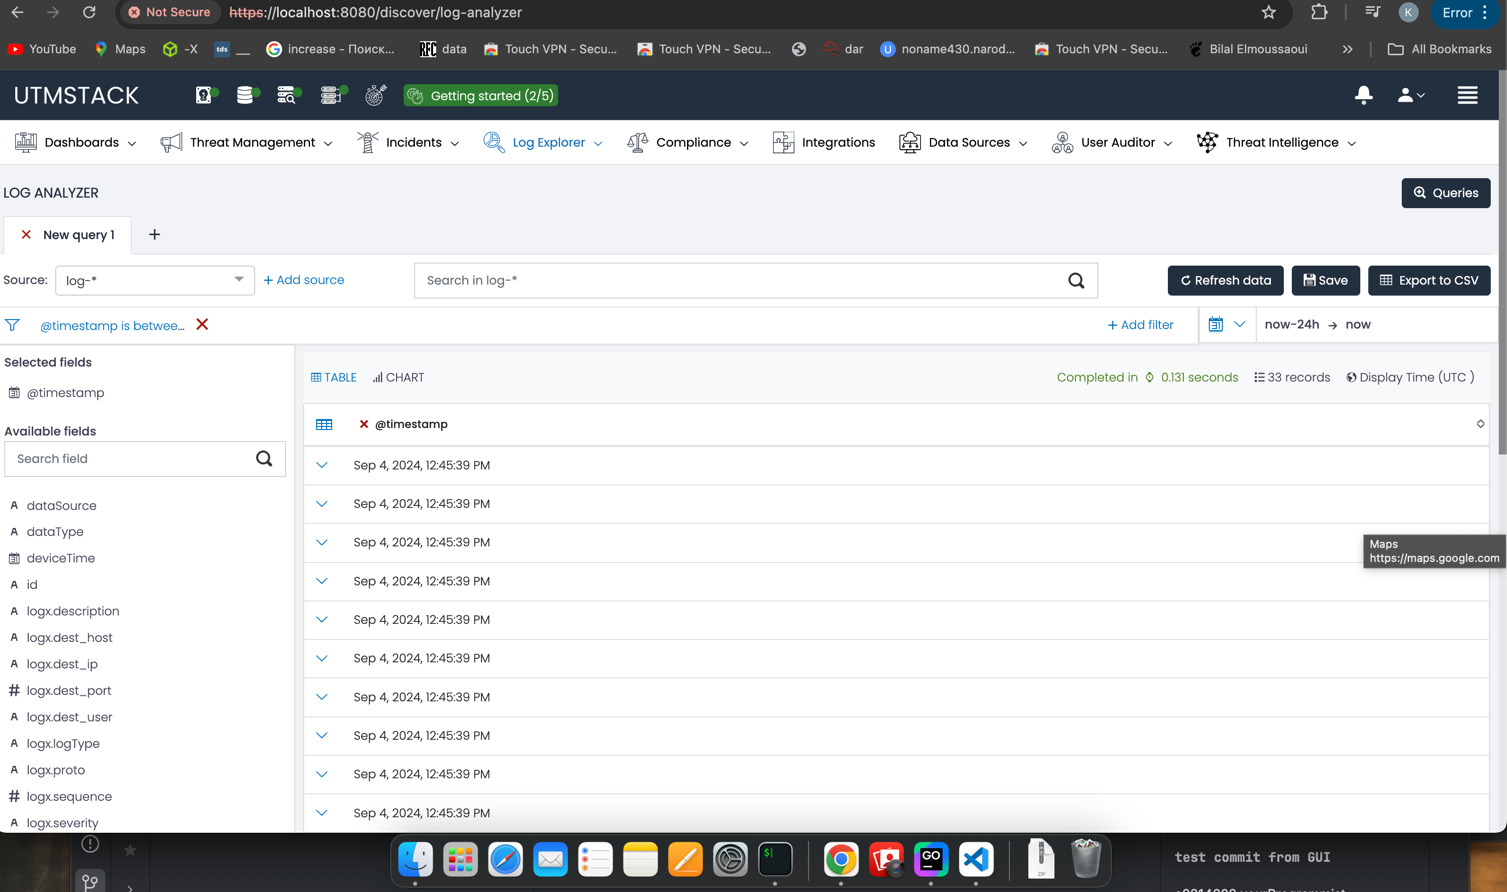 Not Secure https://localhost:8080/discover/log-analyzer K Error
YouTube Maps -X tds __ increase - Поиск... RFC data Touch VPN - Secu... Touch VPN - Secu... dar U noname430.narod... Touch VPN - Secu... Bilal Elmoussaoui » All Bookmarks
UTMSTACK Getting started (2/5)
Dashboards Threat Management Incidents Log Explorer Compliance Integrations Data Sources User Auditor Threat Intelligence
LOG ANALYZER Queries
New query 1 +
Source: log-* + Add source Search in log-* Refresh data Save Export to CSV
@timestamp is betwee... + Add filter now-24h → now
Selected fields
TABLE CHART Completed in 0.131 seconds 33 records Display Time (UTC )
@timestamp
@timestamp
Available fields
Search field
Sep 4, 2024, 12:45:39 PM
Sep 4, 2024, 12:45:39 PM
Sep 4, 2024, 12:45:39 PM
Sep 4, 2024, 12:45:39 PM
Sep 4, 2024, 12:45:39 PM
Sep 4, 2024, 12:45:39 PM
Sep 4, 2024, 12:45:39 PM
Sep 4, 2024, 12:45:39 PM
Sep 4, 2024, 12:45:39 PM
Sep 4, 2024, 12:45:39 PM
A dataSource
A dataType
deviceTime
A id
A logx.description
A logx.dest_host
A logx.dest_ip
# logx.dest_port
A logx.dest_user
A logx.logType
A logx.proto
# logx.sequence
A logx.severity
Maps
https://maps.google.com
$
GO
ZIP
test commit from GUI